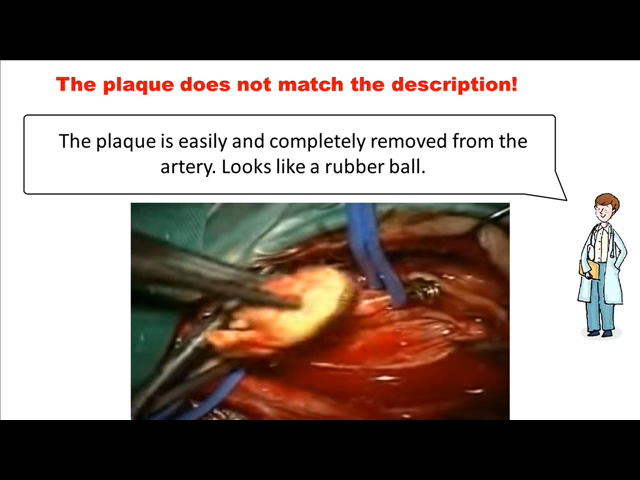 The plaque does not match the description!
The plaque is easily and completely removed from the
artery. Looks like a rubber ball.